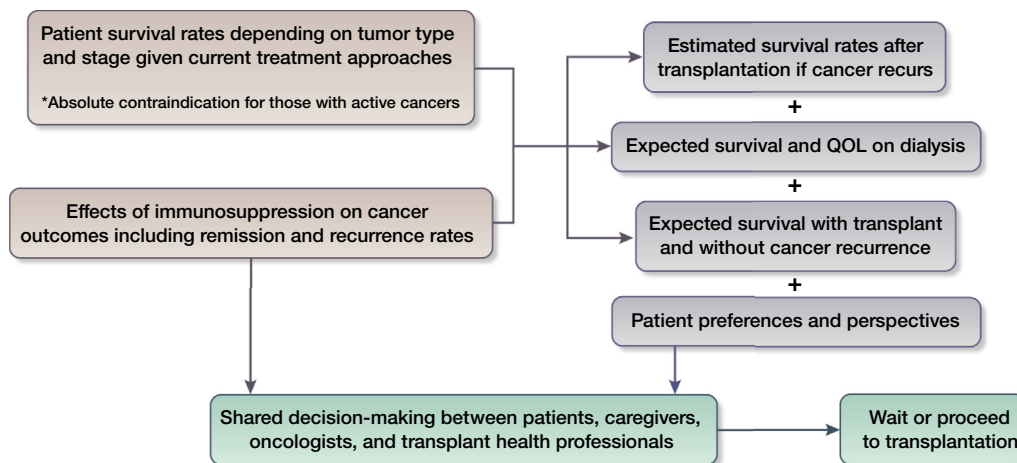 Patient survival rates depending on tumor type
and stage given current treatment approaches
*Absolute contraindication for those with active cancers
Effects of immunosuppression on cancer
outcomes including remission and recurrence rates
Estimated survival rates after
transplantation if cancer recurs
+
Expected survival and QOL on dialysis
+
Expected survival with transplant
and without cancer recurrence
+
Patient preferences and perspectives
Shared decision-making between patients, caregivers,
oncologists, and transplant health professionals
Wait or proceed
to transplantation